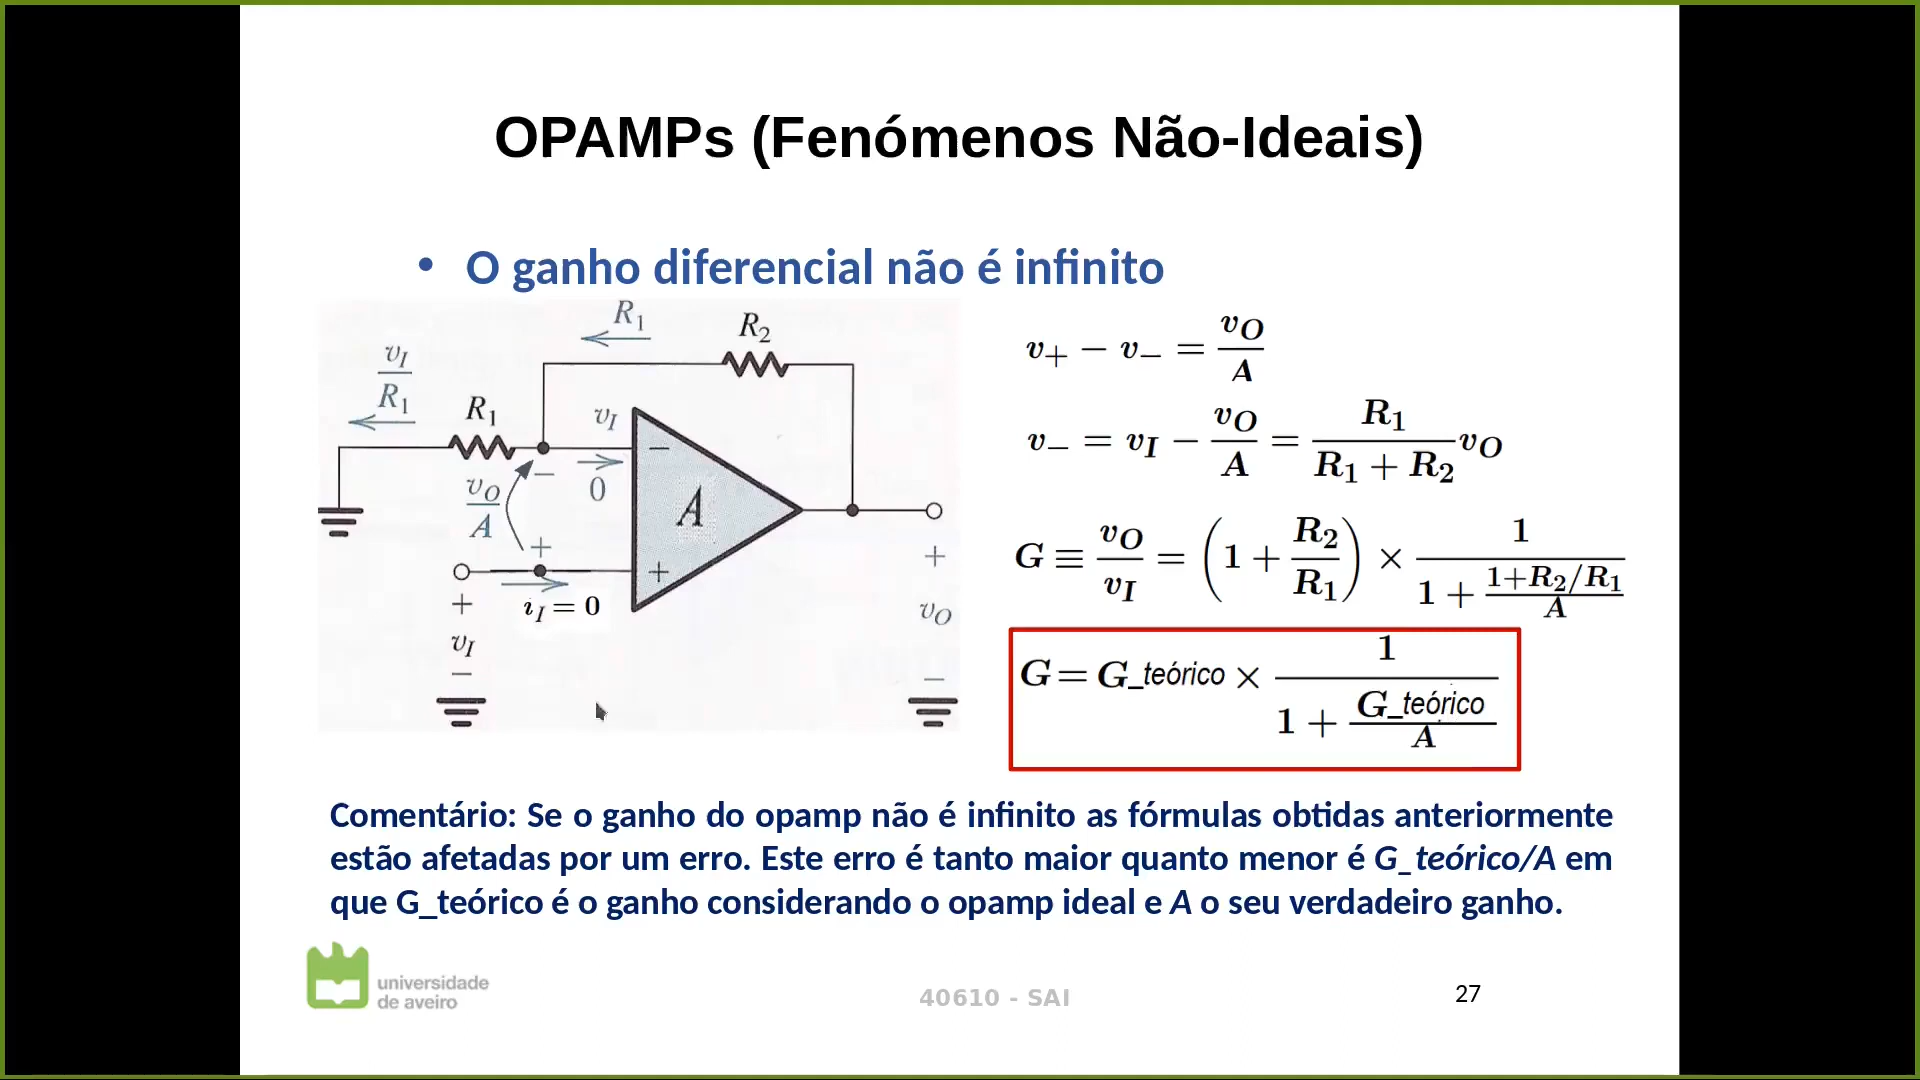 OPAMPs (Fenómenos Não-Ideais)
• O ganho diferencial não é infinito
R1
R2
vI
R1
R1
vI
−
vO
A
−
0
A
+
+
iI = 0
+
vI
−
+
vO
−
v+ − v− = vO/A
v− = vI − vO/A = R1/(R1 + R2) vO
G ≡ vO/vI = (1 + R2/R1) × 1/(1 + (1+R2/R1)/A)
G = G_teórico × 1/(1 + G_teórico/A)
Comentário: Se o ganho do opamp não é infinito as fórmulas obtidas anteriormente
estão afetadas por um erro. Este erro é tanto maior quanto menor é G_teórico/A em
que G_teórico é o ganho considerando o opamp ideal e A o seu verdadeiro ganho.
universidade
de aveiro
40610 - SAI
27